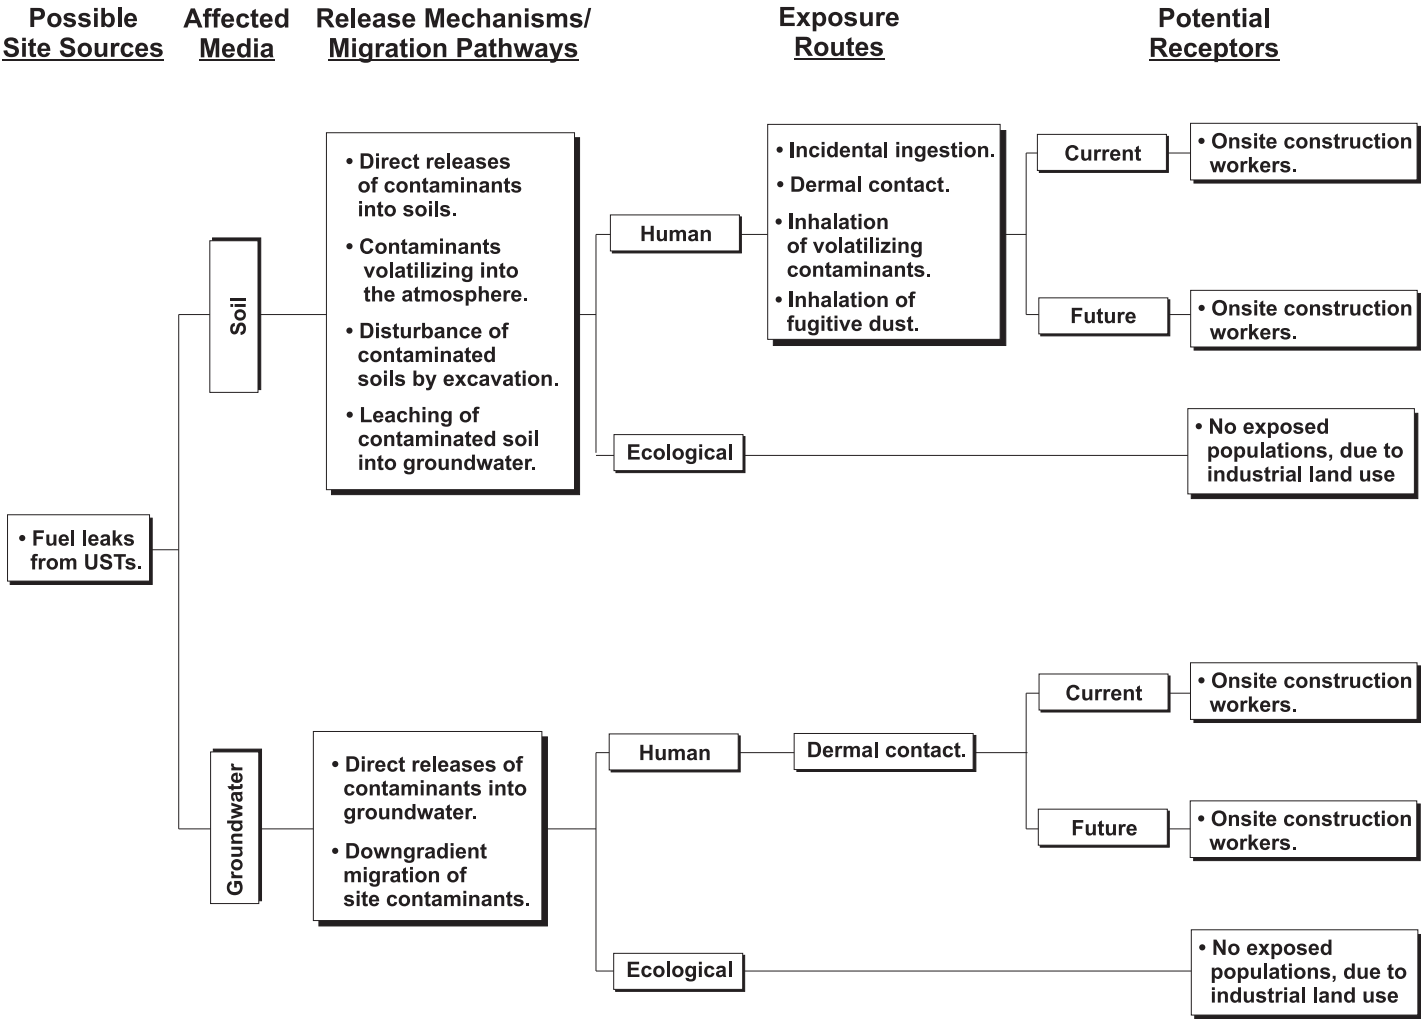 Possible
Site Sources
Affected
Media
Release Mechanisms/
Migration Pathways
Exposure
Routes
Potential
Receptors
• Fuel leaks
from USTs.
Soil
• Direct releases
of contaminants
into soils.
• Contaminants
volatilizing into
the atmosphere.
• Disturbance of
contaminated
soils by excavation.
• Leaching of
contaminated soil
into groundwater.
Human
• Incidental ingestion.
• Dermal contact.
• Inhalation
of volatilizing
contaminants.
• Inhalation of
fugitive dust.
Current
• Onsite construction
workers.
Future
• Onsite construction
workers.
Ecological
• No exposed
populations, due to
industrial land use
Groundwater
• Direct releases of
contaminants into
groundwater.
• Downgradient
migration of
site contaminants.
Human
Dermal contact.
Current
• Onsite construction
workers.
Future
• Onsite construction
workers.
Ecological
• No exposed
populations, due to
industrial land use